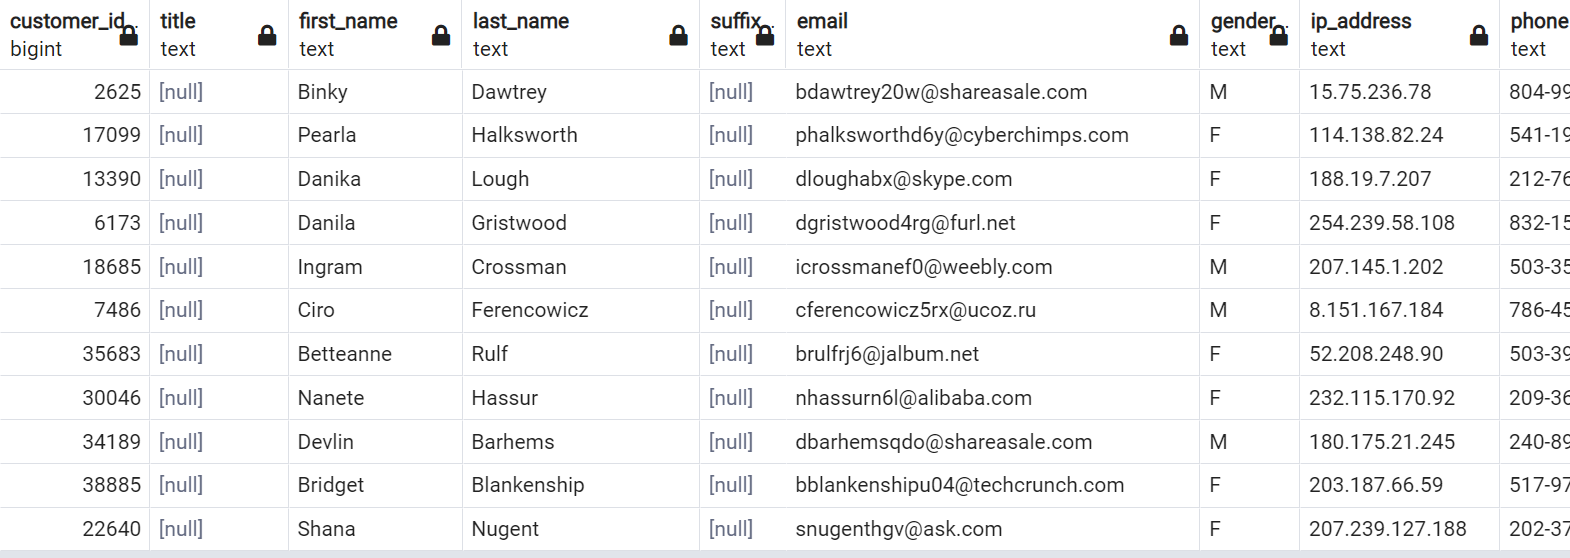 customer_id title first_name last_name suffix email gender ip_address phone
bigint text text text text text text text text
2625 [null] Binky Dawtrey [null] bdawtrey20w@shareasale.com M 15.75.236.78 804-99
17099 [null] Pearla Halksworth [null] phalksworthd6y@cyberchimps.com F 114.138.82.24 541-19
13390 [null] Danika Lough [null] dloughabx@skype.com F 188.19.7.207 212-76
6173 [null] Danila Gristwood [null] dgristwood4rg@furl.net F 254.239.58.108 832-15
18685 [null] Ingram Crossman [null] icrossmanef0@weebly.com M 207.145.1.202 503-35
7486 [null] Ciro Ferencowicz [null] cferencowicz5rx@ucoz.ru M 8.151.167.184 786-45
35683 [null] Betteanne Rulf [null] brulfrj6@jalbum.net F 52.208.248.90 503-39
30046 [null] Nanete Hassur [null] nhassurn6l@alibaba.com F 232.115.170.92 209-36
34189 [null] Devlin Barhems [null] dbarhemsqdo@shareasale.com M 180.175.21.245 240-89
38885 [null] Bridget Blankenship [null] bblankenshipu04@techcrunch.com F 203.187.66.59 517-97
22640 [null] Shana Nugent [null] snugenthgv@ask.com F 207.239.127.188 202-37